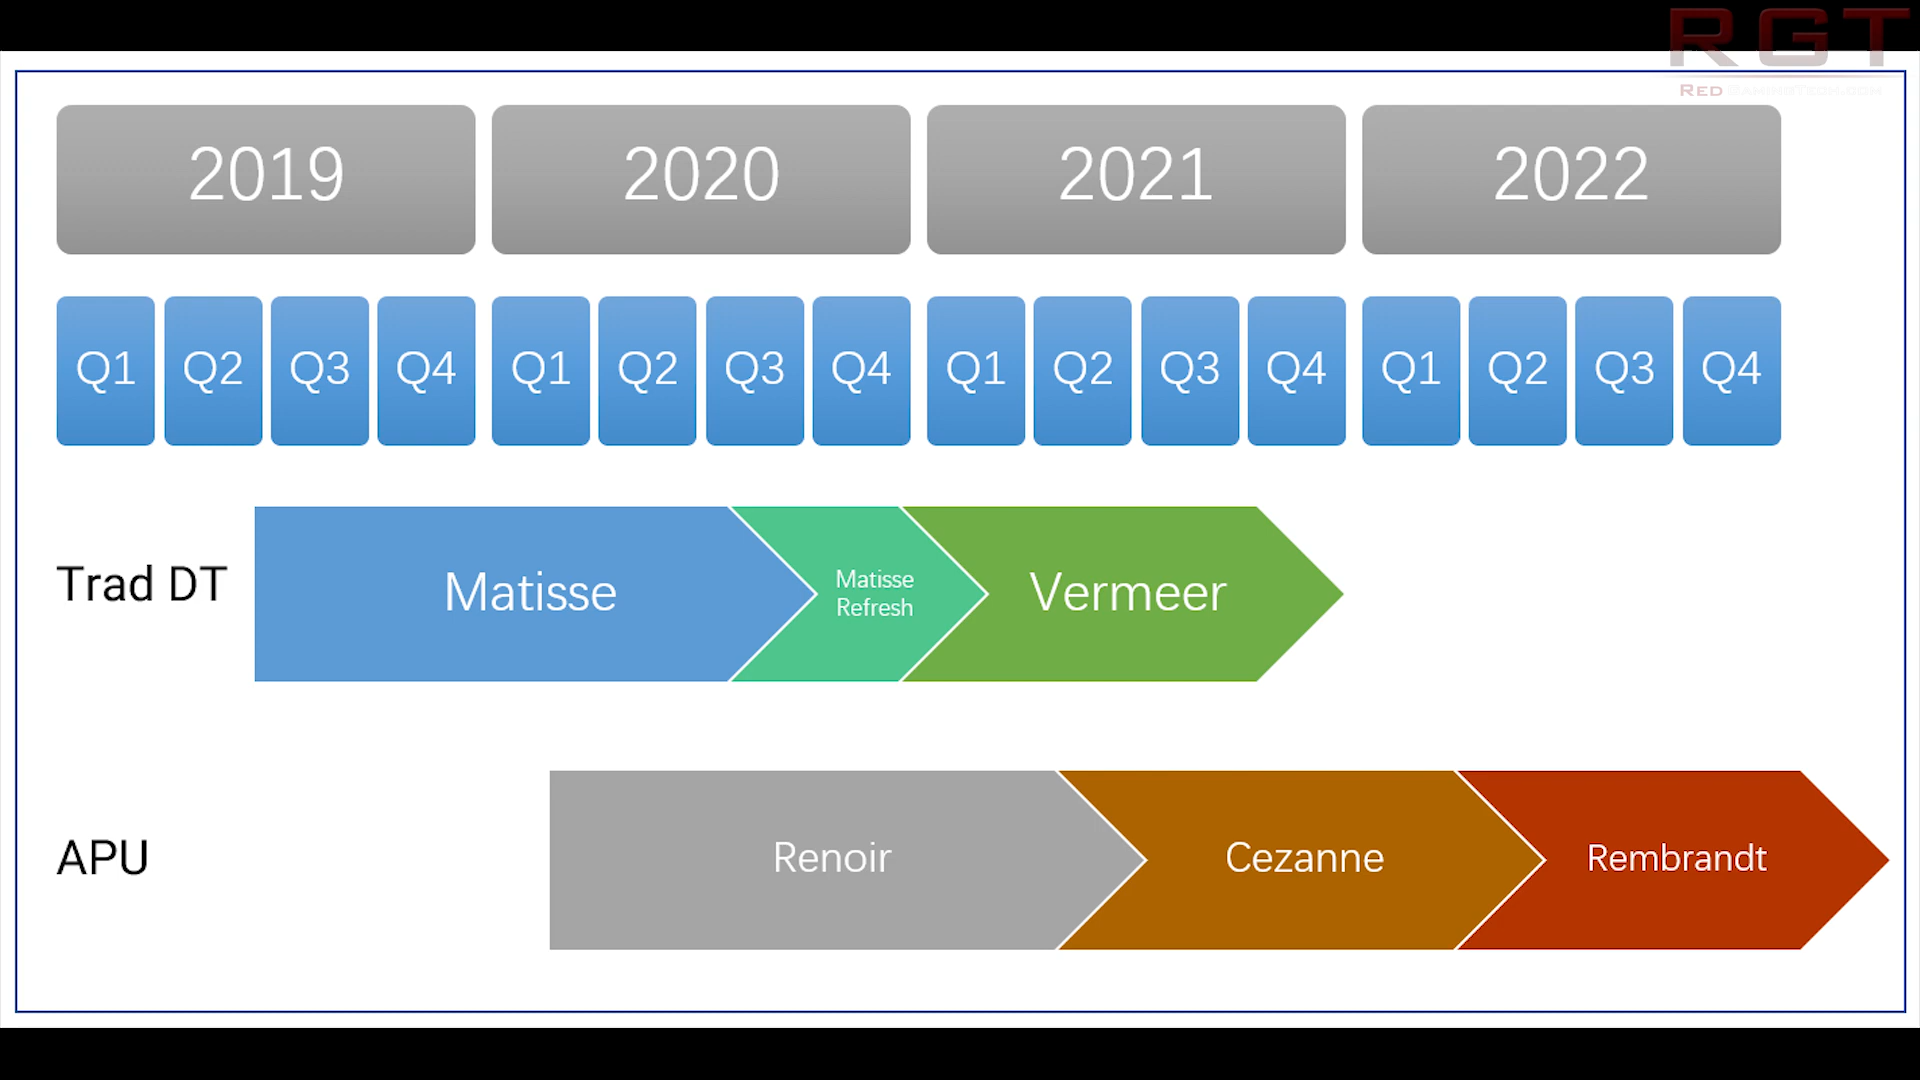 RGT
RED
2019 2020 2021 2022
Q1 Q2 Q3 Q4 Q1 Q2 Q3 Q4 Q1 Q2 Q3 Q4 Q1 Q2 Q3 Q4
Trad DT Matisse Matisse Refresh Vermeer
APU Renoir Cezanne Rembrandt